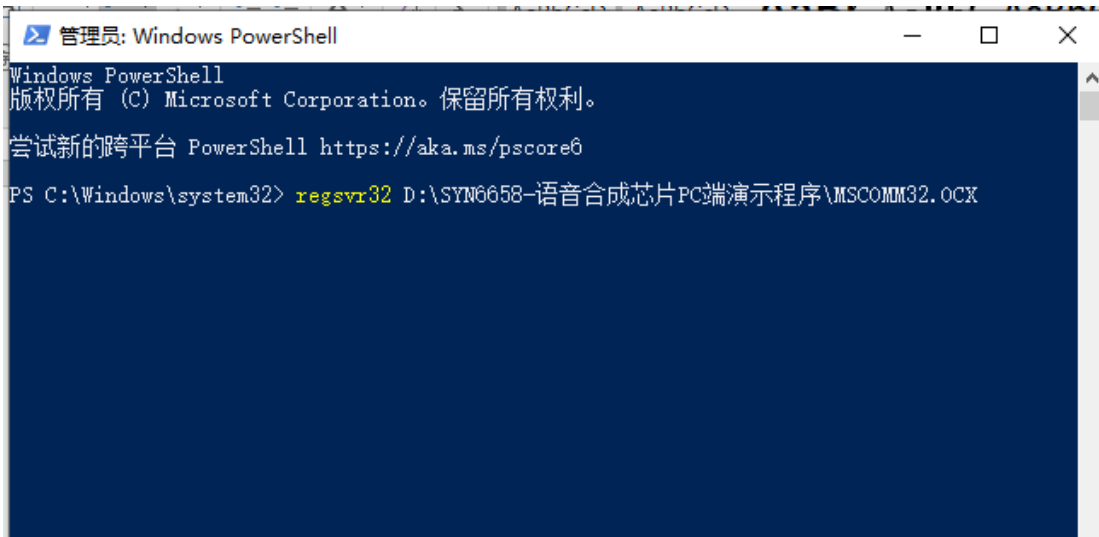 管理员: Windows PowerShell
Windows PowerShell
版权所有 (C) Microsoft Corporation。保留所有权利。
尝试新的跨平台 PowerShell https://aka.ms/pscore6
PS C:\Windows\system32> regsvr32 D:\SYN6658-语音合成芯片PC端演示程序\MSCOMM32.OCX